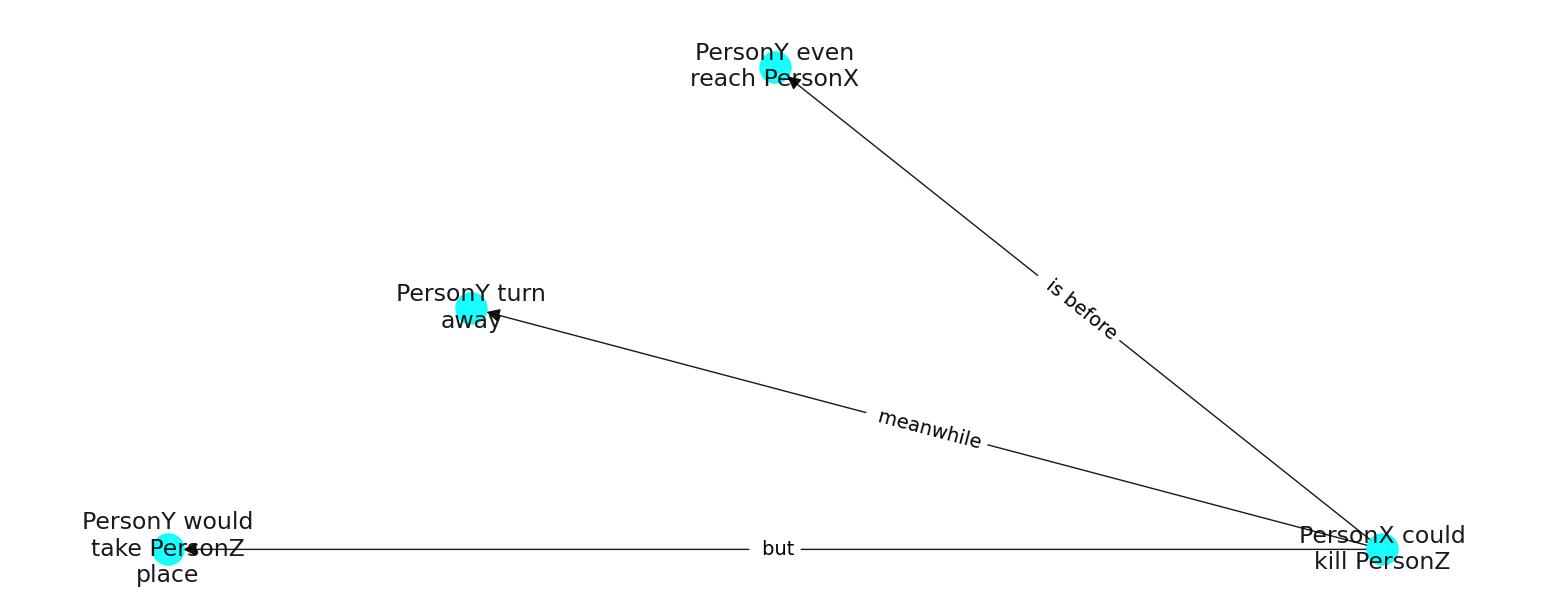 PersonY even
reach PersonX
is before
PersonY turn
away
meanwhile
PersonY would
take PersonZ
place
but
PersonX could
kill PersonZ